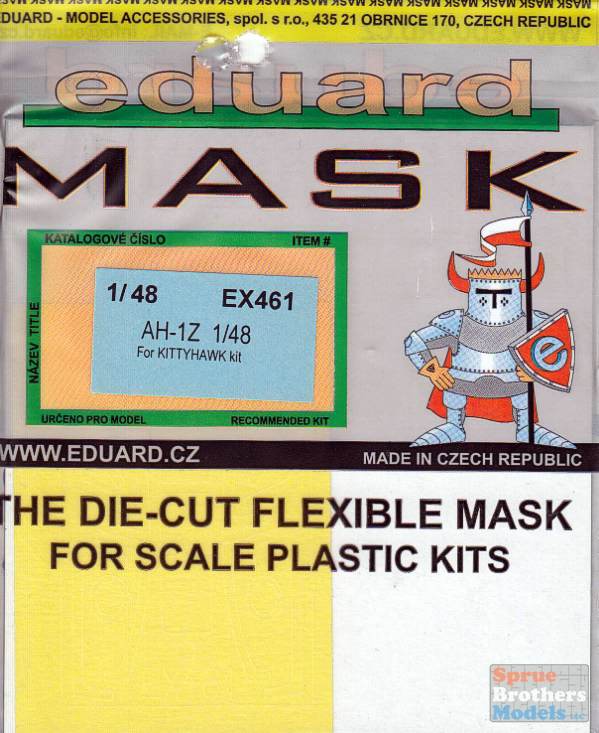 EDUARD - MODEL ACCESSORIES, spol. s r.o., 435 21 OBRNICE 170, CZECH REPUBLIC
eduard
MASK
KATALOGOVÉ ČÍSLO ITEM #
NÁZEV TITLE
1/48 EX461
AH-1Z 1/48
For KITTYHAWK kit
URČENO PRO MODEL RECOMMENDED KIT
e
WWW.EDUARD.CZ MADE IN CZECH REPUBLIC
THE DIE-CUT FLEXIBLE MASK
FOR SCALE PLASTIC KITS
Sprue
Brothers
Models LLC